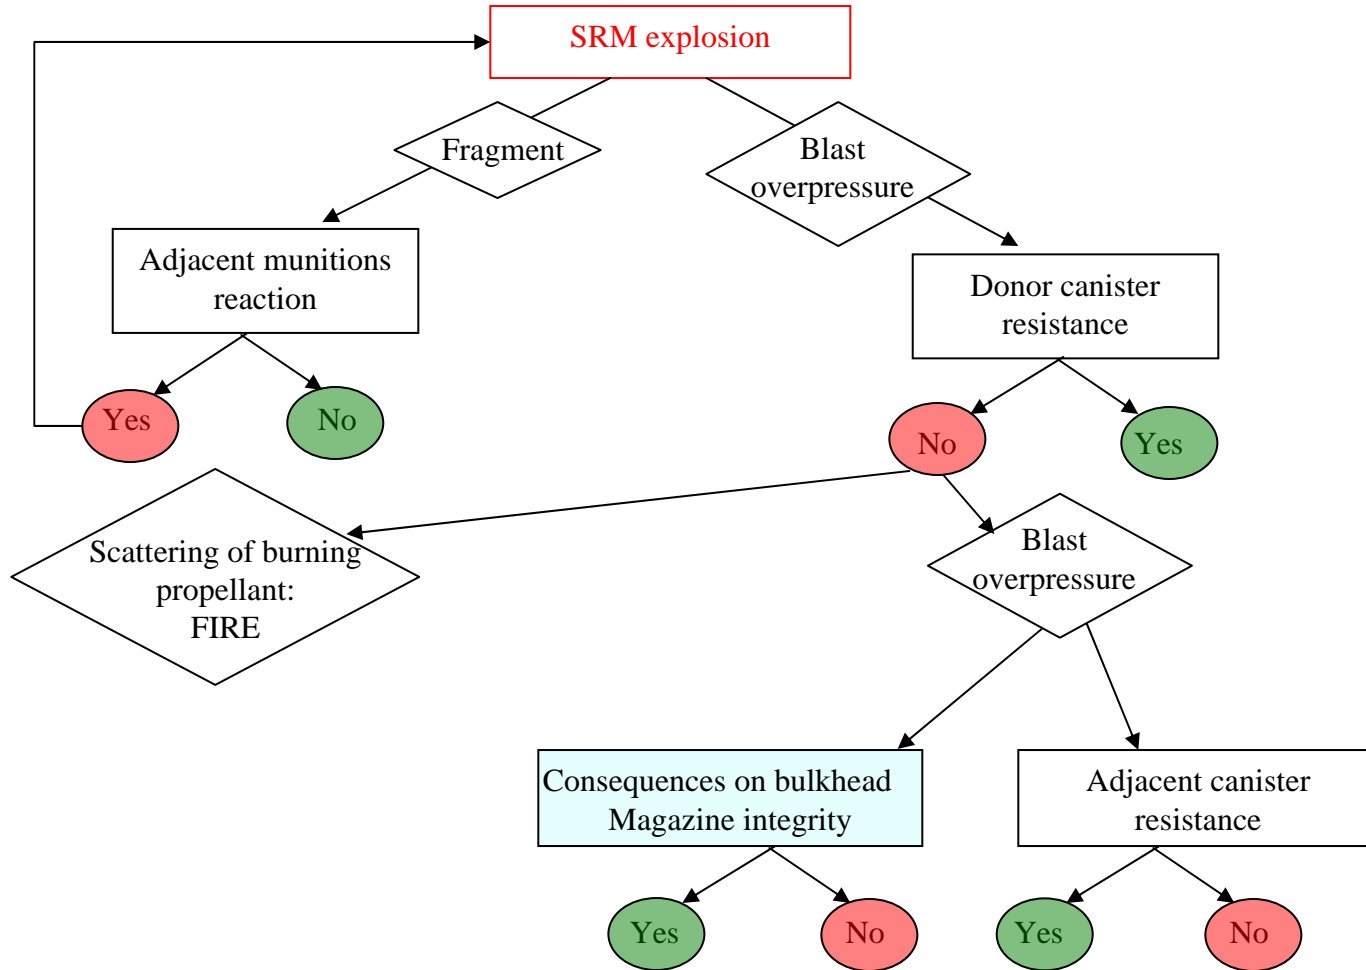 SRM explosion
Fragment
Blast
overpressure
Adjacent munitions
reaction
Donor canister
resistance
Yes
No
No
Yes
Scattering of burning
propellant:
FIRE
Blast
overpressure
Consequences on bulkhead
Magazine integrity
Adjacent canister
resistance
Yes
No
Yes
No